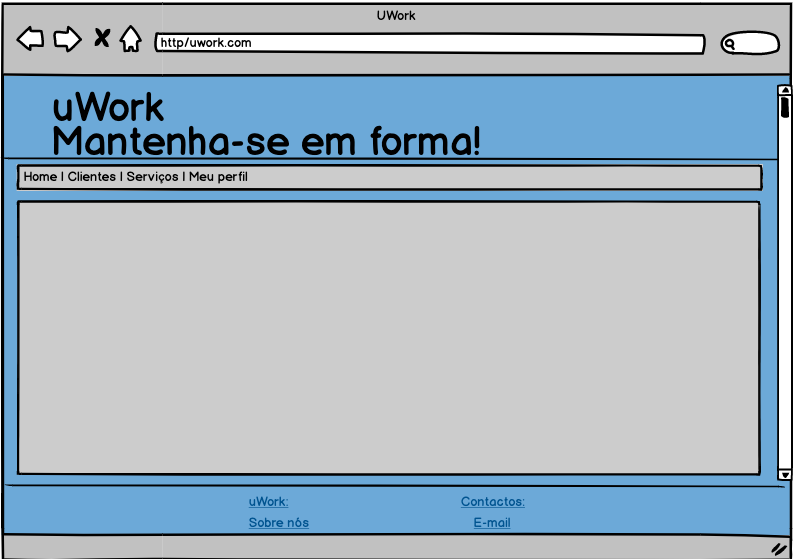 UWork
http/uwork.com
uWork
Mantenha-se em forma!
Home | Clientes | Serviços | Meu perfil
uWork: Contactos:
Sobre nós E-mail